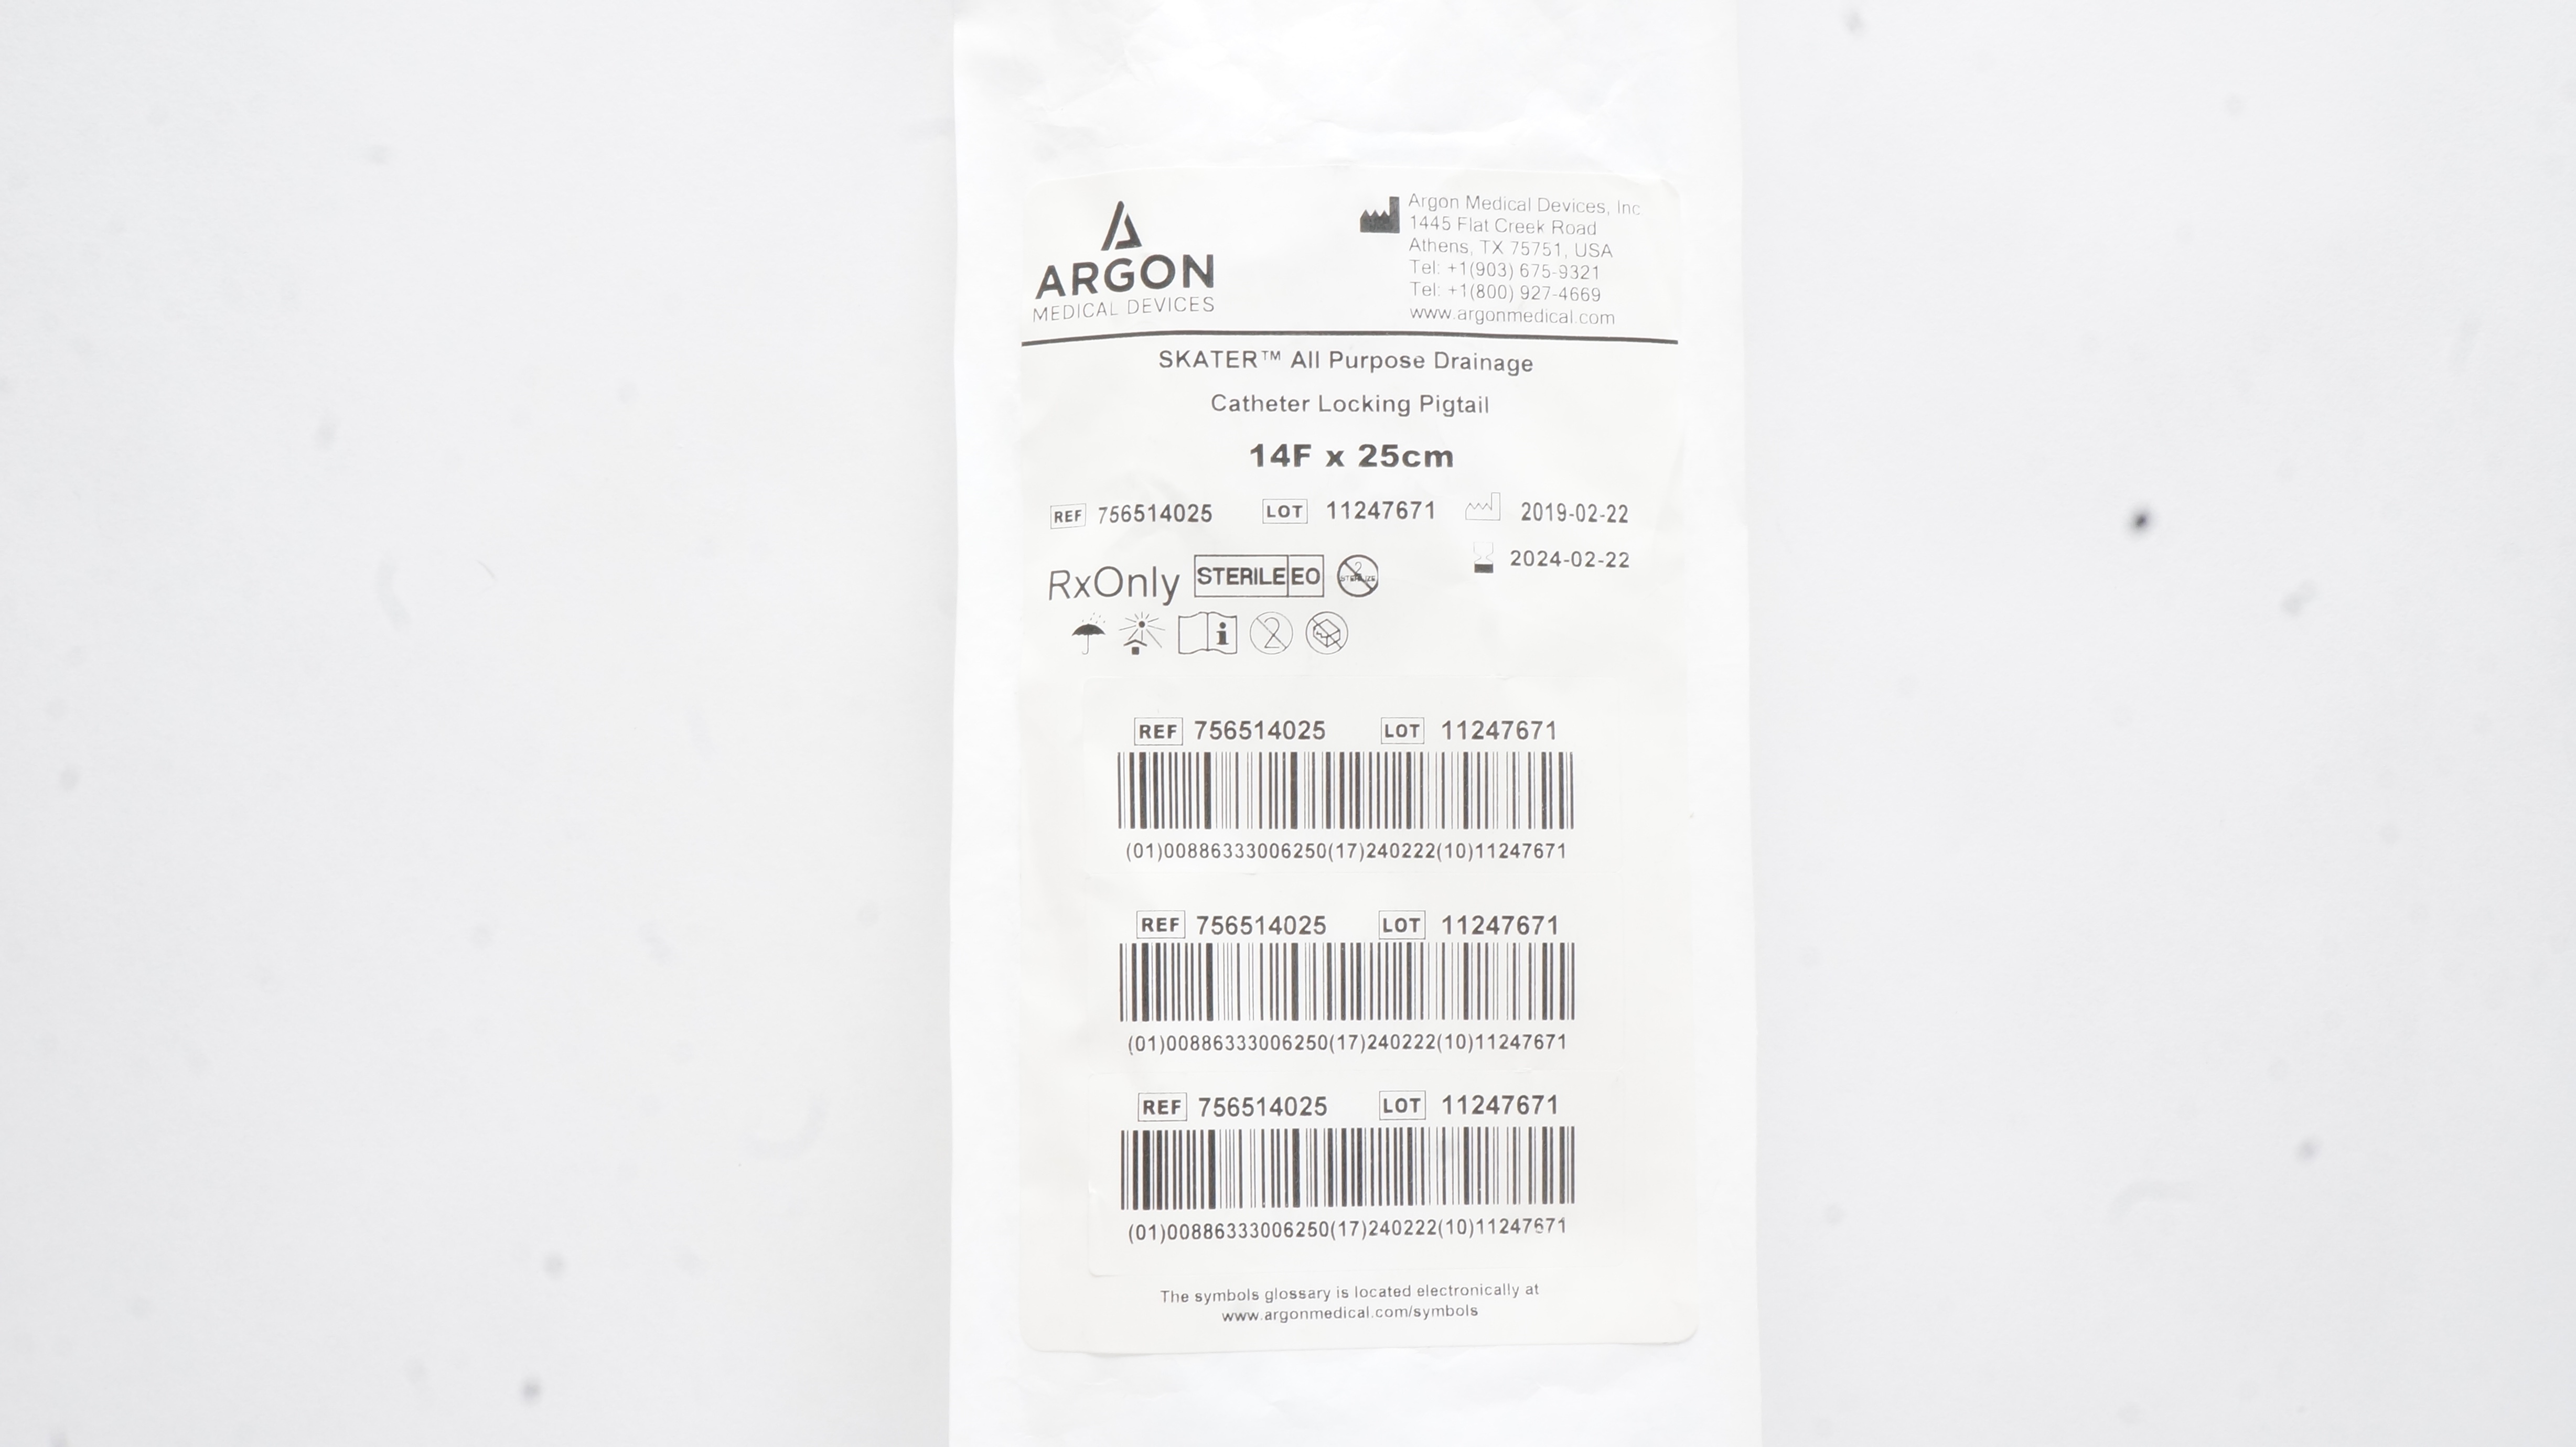 ARGON
MEDICAL DEVICES
Argon Medical Devices, Inc
1445 Flat Creek Road
Athens, TX 75751, USA
Tel: +1(903) 675-9321
Tel: +1(800) 927-4669
www.argonmedical.com
SKATER™ All Purpose Drainage
Catheter Locking Pigtail
14F x 25cm
REF 756514025 LOT 11247671 2019-02-22
2024-02-22
RxOnly STERILE EO 2 STERILIZE
i 2
REF 756514025 LOT 11247671
(01)00886333006250(17)240222(10)11247671
REF 756514025 LOT 11247671
(01)00886333006250(17)240222(10)11247671
REF 756514025 LOT 11247671
(01)00886333006250(17)240222(10)11247671
The symbols glossary is located electronically at
www.argonmedical.com/symbols